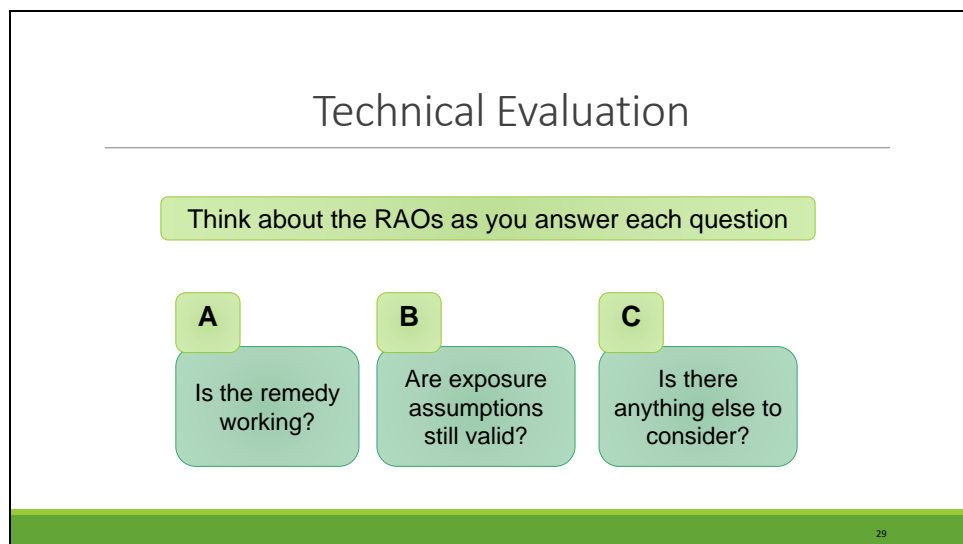 Technical Evaluation
Think about the RAOs as you answer each question
A
Is the remedy
working?
B
Are exposure
assumptions
still valid?
C
Is there
anything else to
consider?
29